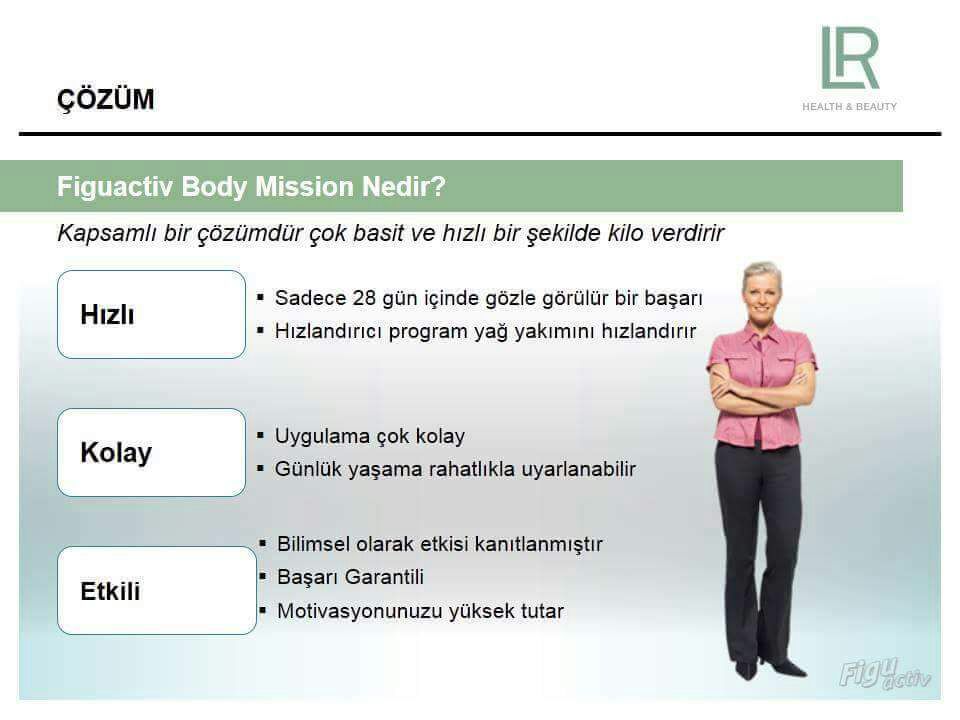 LR
HEALTH & BEAUTY
ÇÖZÜM
Figuactiv Body Mission Nedir?
Kapsamlı bir çözümdür çok basit ve hızlı bir şekilde kilo verdirir
Hızlı
▪ Sadece 28 gün içinde gözle görülür bir başarı
▪ Hızlandırıcı program yağ yakımını hızlandırır
Kolay
▪ Uygulama çok kolay
▪ Günlük yaşama rahatlıkla uyarlanabilir
Etkili
▪ Bilimsel olarak etkisi kanıtlanmıştır
▪ Başarı Garantili
▪ Motivasyonunuzu yüksek tutar
Figu
activ